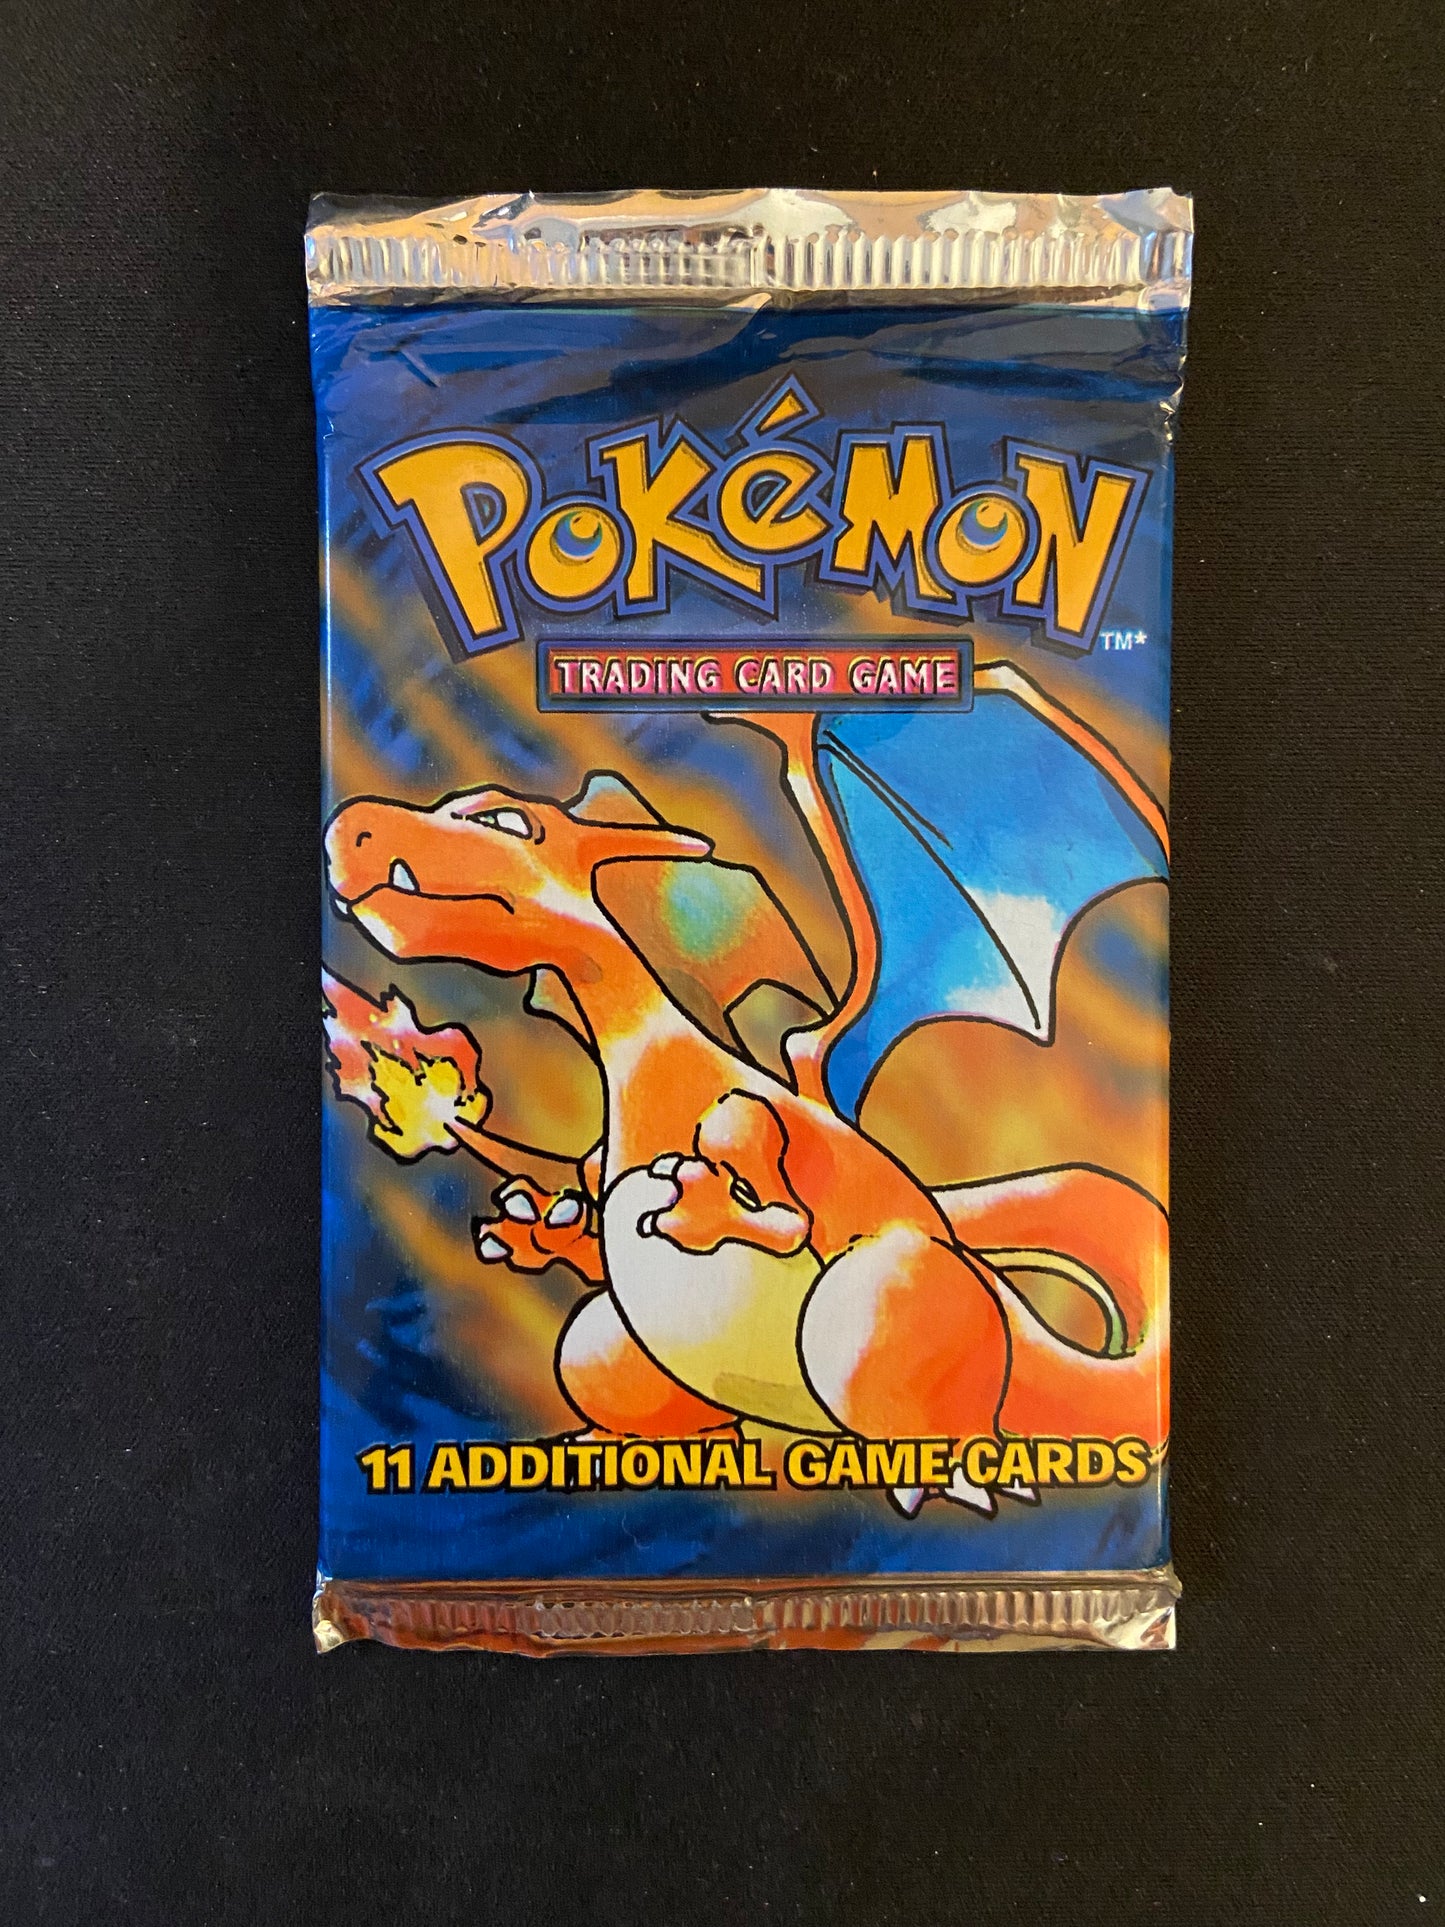 POKéMON
TM*
TRADING CARD GAME
11 ADDITIONAL GAME CARDS